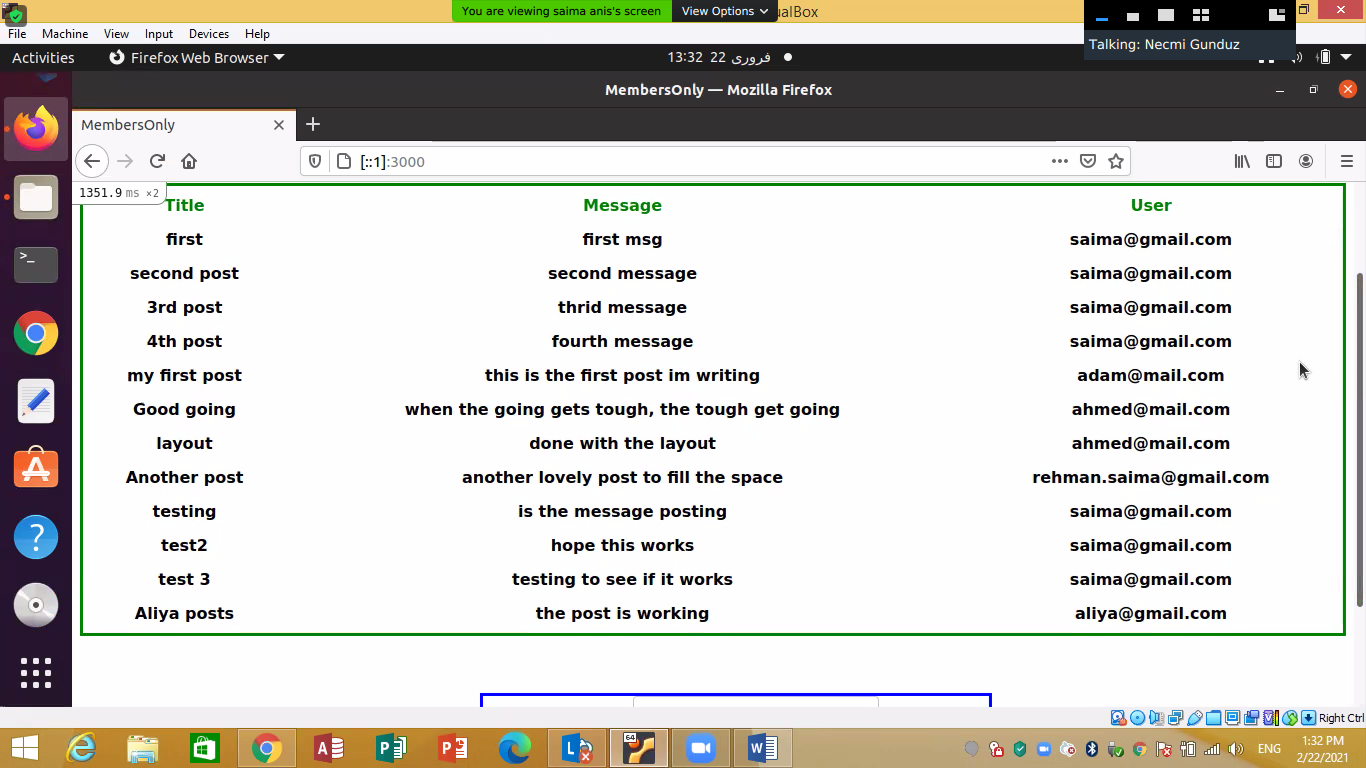 You are viewing saima anis's screen View Options ualBox
File Machine View Input Devices Help
Talking: Necmi Gunduz
Activities Firefox Web Browser 13:32 22 فروری
MembersOnly — Mozilla Firefox
MembersOnly
[::1]:3000
1351.9 ms ×2
Title Message User
first first msg saima@gmail.com
second post second message saima@gmail.com
3rd post thrid message saima@gmail.com
4th post fourth message saima@gmail.com
my first post this is the first post im writing adam@mail.com
Good going when the going gets tough, the tough get going ahmed@mail.com
layout done with the layout ahmed@mail.com
Another post another lovely post to fill the space rehman.saima@gmail.com
testing is the message posting saima@gmail.com
test2 hope this works saima@gmail.com
test 3 testing to see if it works saima@gmail.com
Aliya posts the post is working aliya@gmail.com
Right Ctrl
64
ENG 1:32 PM
2/22/2021